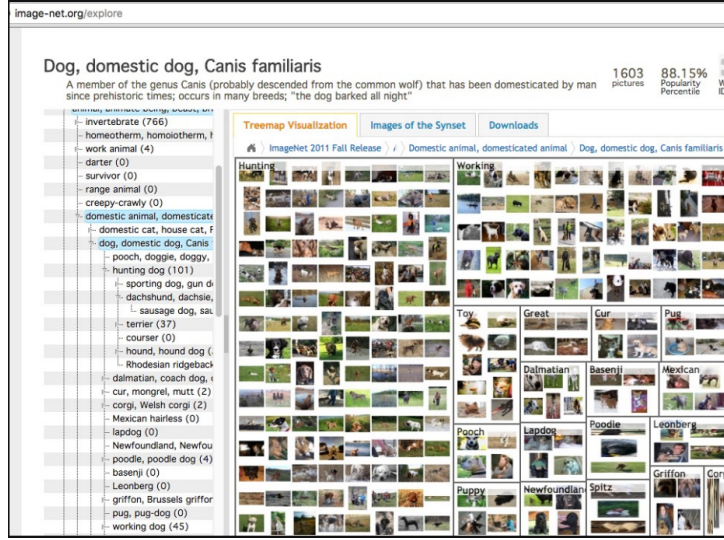 image-net.org/explore
Dog, domestic dog, Canis familiaris
A member of the genus Canis (probably descended from the common wolf) that has been domesticated by man
since prehistoric times; occurs in many breeds; "the dog barked all night"
1603
pictures
88.15%
Popularity
Percentile
invertebrate (766)
homeotherm, homoiotherm, h
work animal (4)
darter (0)
survivor (0)
range animal (0)
creepy-crawly (0)
domestic animal, domesticate
domestic cat, house cat, F
dog, domestic dog, Canis
pooch, doggie, doggy,
hunting dog (101)
sporting dog, gun do
dachshund, dachsie,
sausage dog, sau
terrier (37)
courser (0)
hound, hound dog (
Rhodesian ridgeback
dalmatian, coach dog, c
cur, mongrel, mutt (2)
corgi, Welsh corgi (2)
Mexican hairless (0)
lapdog (0)
Newfoundland, Newfou
poodle, poodle dog (4)
basenji (0)
Leonberg (0)
griffon, Brussels griffor
pug, pug-dog (0)
working dog (45)
Treemap Visualization
Images of the Synset
Downloads
ImageNet 2011 Fall Release
Domestic animal, domesticated animal
Dog, domestic dog, Canis familiaris
Hunting
Working
Toy
Great
Cur
Pug
Dalmatian
Basenji
Mexican
Pooch
Lapdog
Poodle
Leonberg
Puppy
Newfoundlan
Spitz
Griffon
Cor